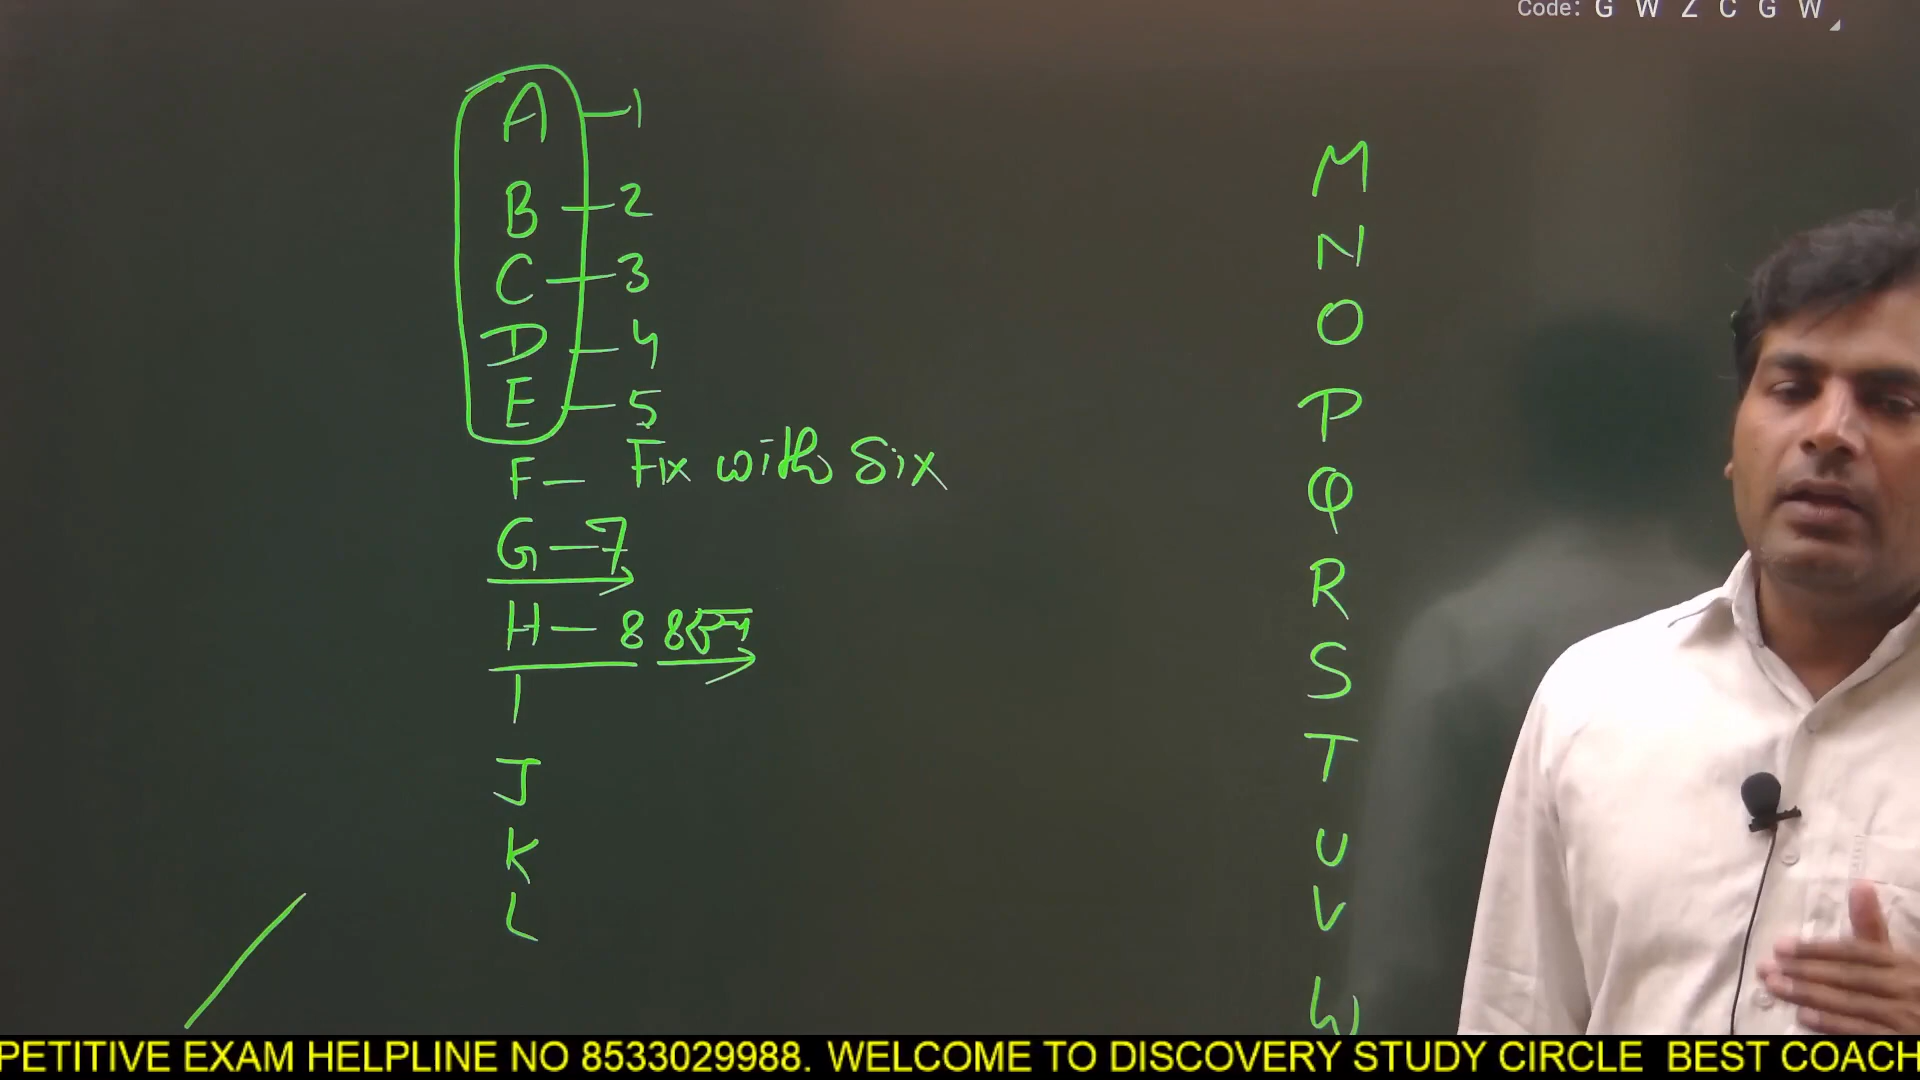 Code: G W Z C G W
A - 1
B - 2
C - 3
D - 4
E - 5
F - Fix with Six
G - 7
H - 8 8
I
J
K
L
M
N
O
P
Q
R
S
T
U
V
W
PETITIVE EXAM HELPLINE NO 8533029988. WELCOME TO DISCOVERY STUDY CIRCLE BEST COACH